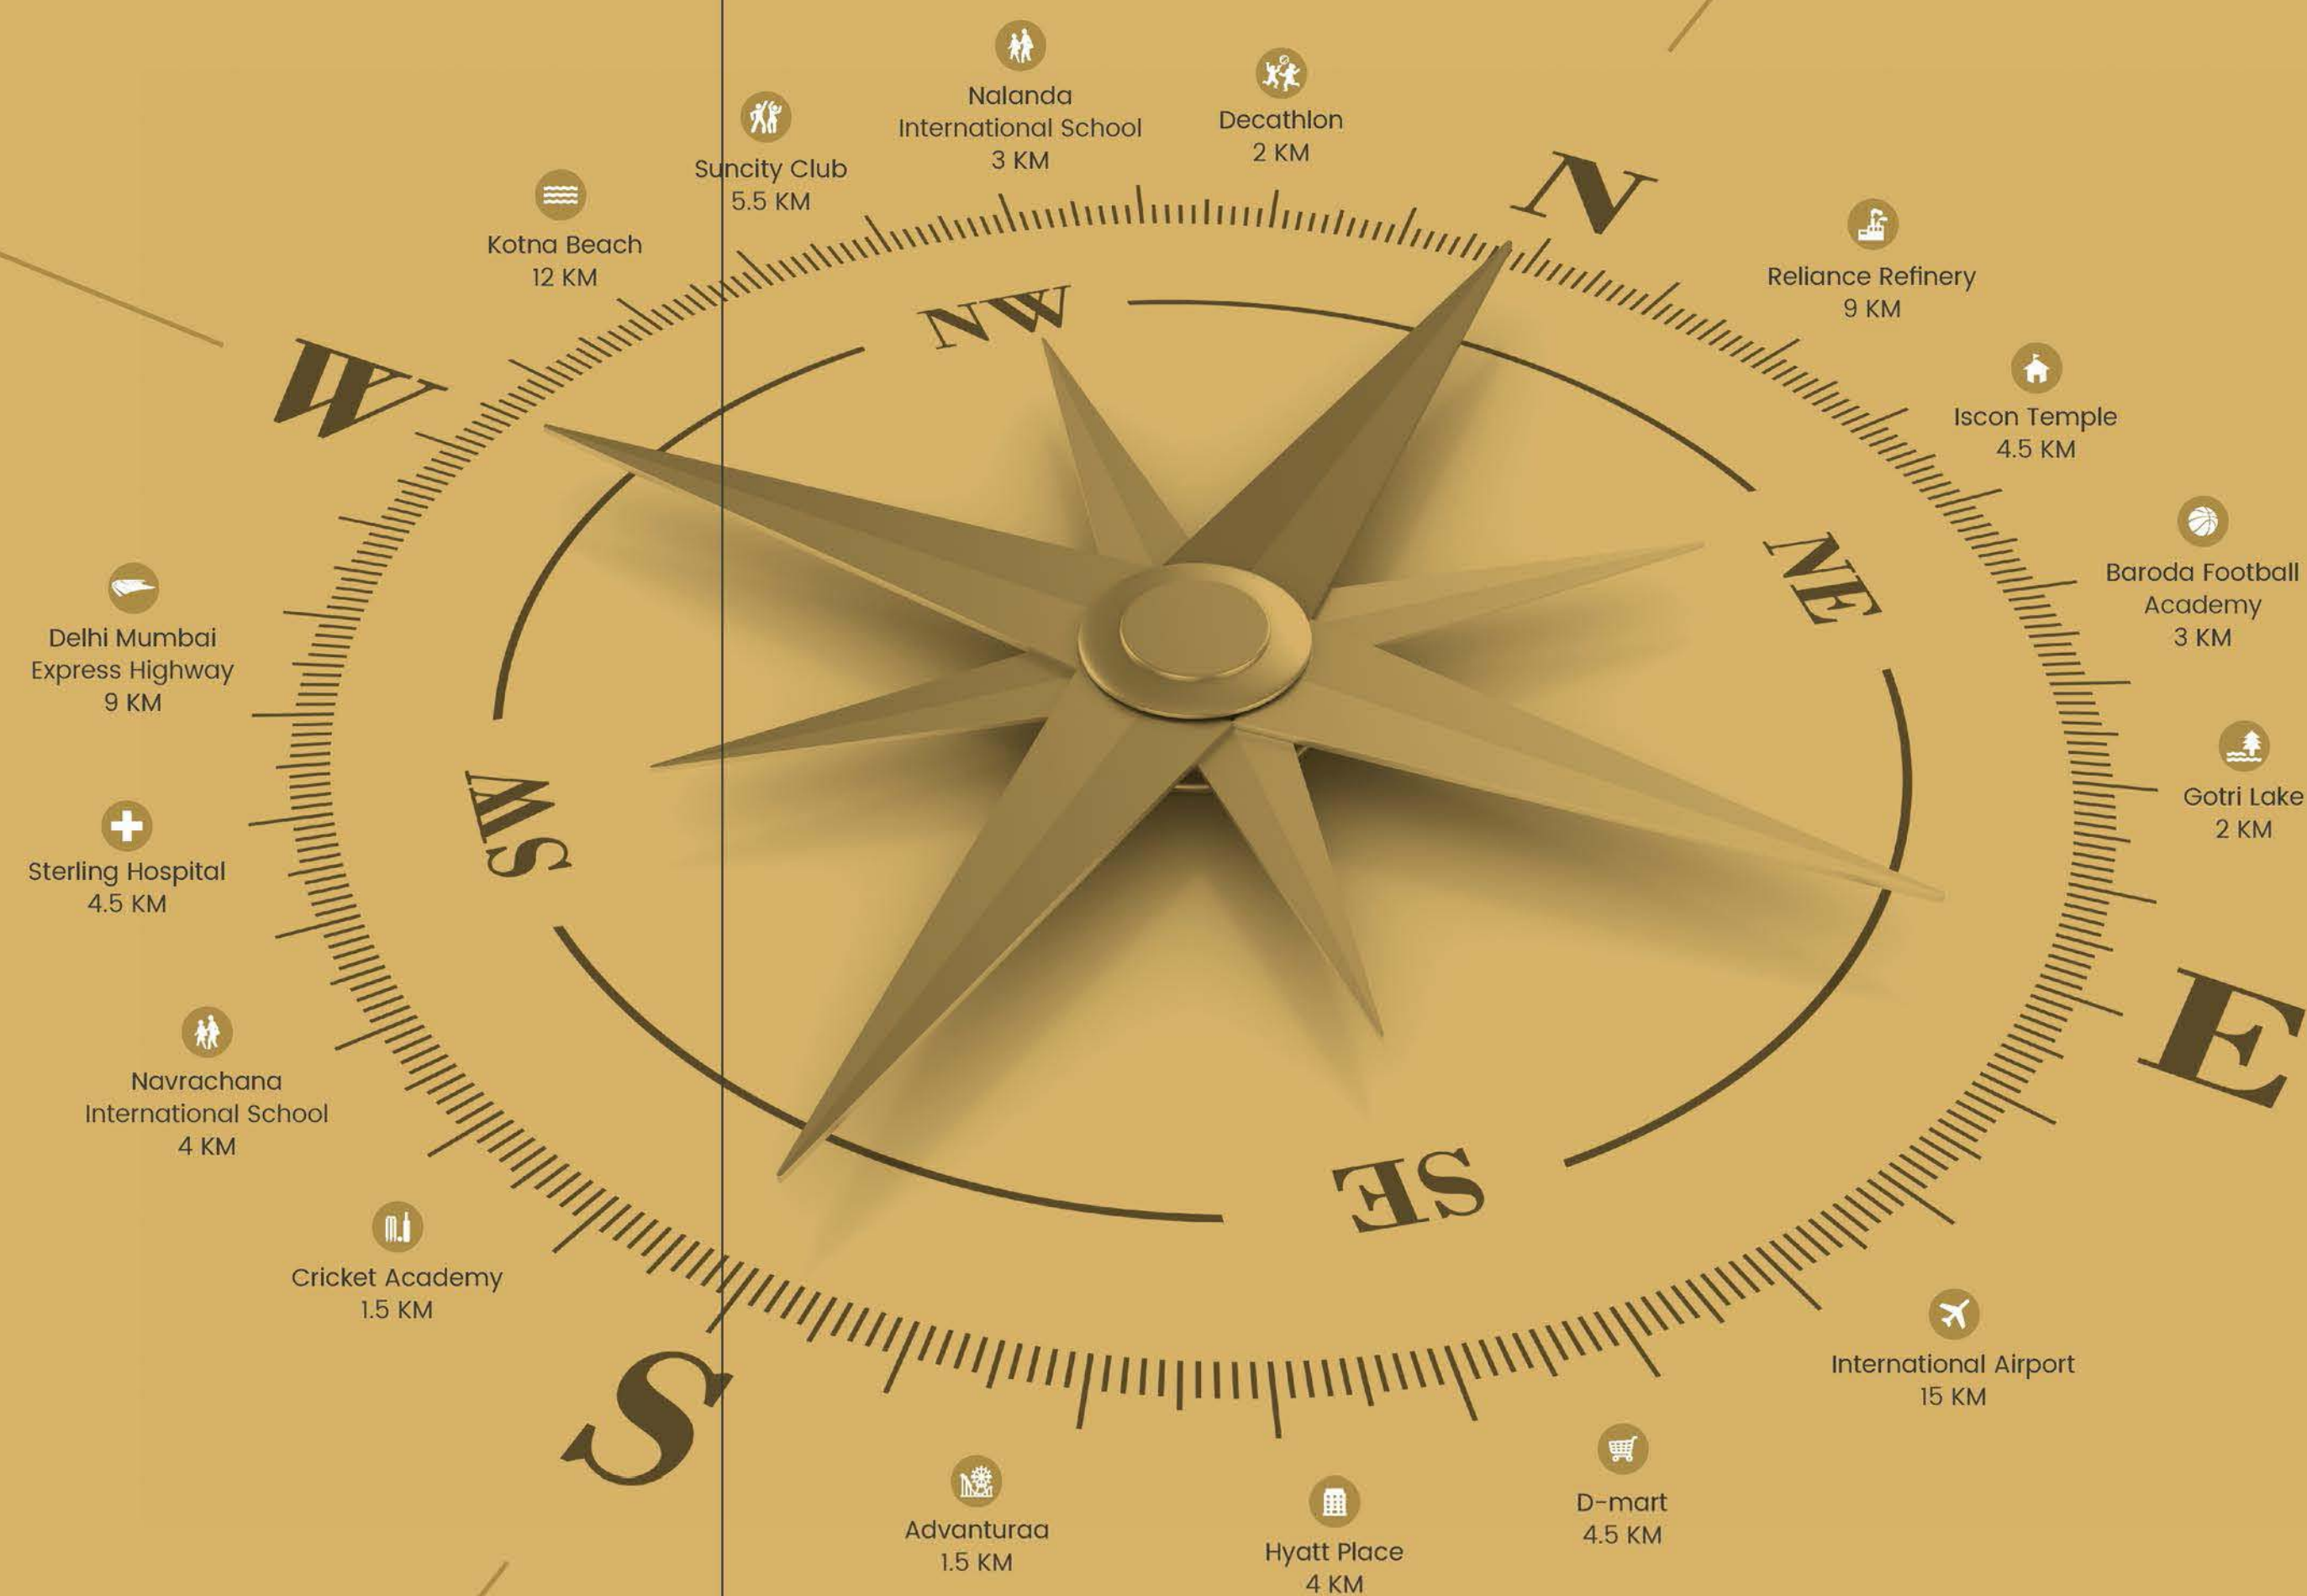 Nalanda
International School
3 KM
Decathlon
2 KM
Suncity Club
5.5 KM
Kotna Beach
12 KM
N
Reliance Refinery
9 KM
NW
W
Iscon Temple
4.5 KM
NE
Baroda Football
Academy
3 KM
Delhi Mumbai
Express Highway
9 KM
Gotri Lake
2 KM
SW
Sterling Hospital
4.5 KM
E
Navrachana
International School
4 KM
SE
Cricket Academy
1.5 KM
International Airport
15 KM
S
D-mart
4.5 KM
Advanturaa
1.5 KM
Hyatt Place
4 KM